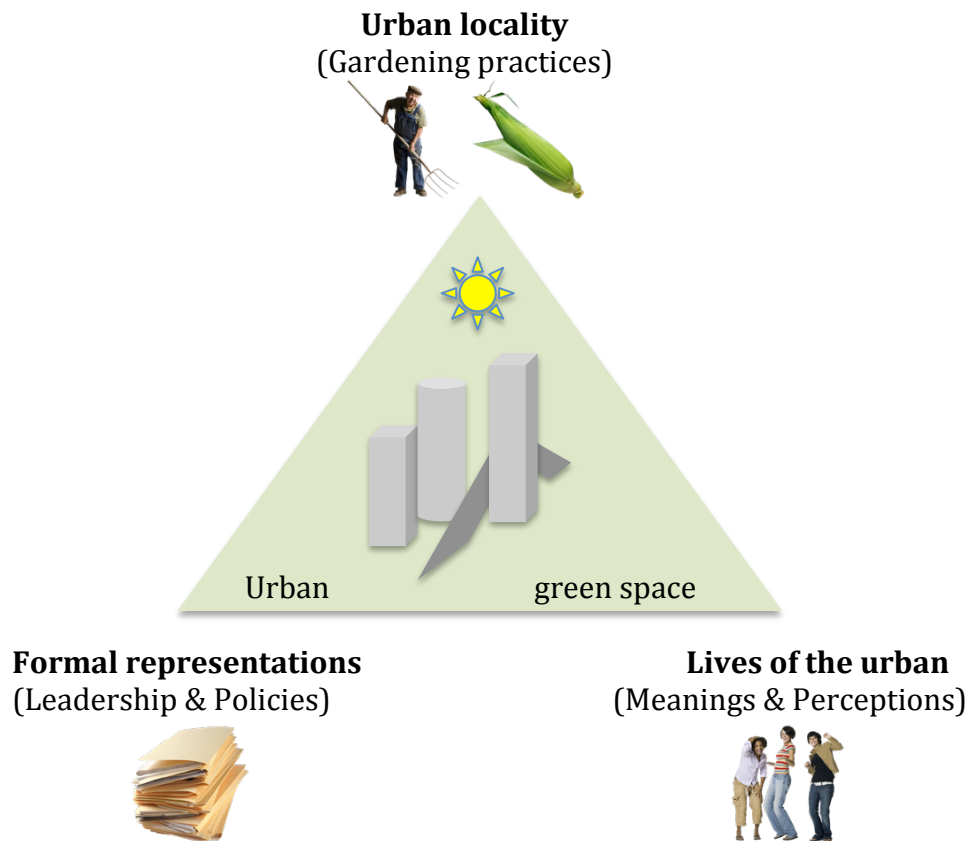 Urban locality
(Gardening practices)
Urban green space
Formal representations
(Leadership & Policies)
Lives of the urban
(Meanings & Perceptions)